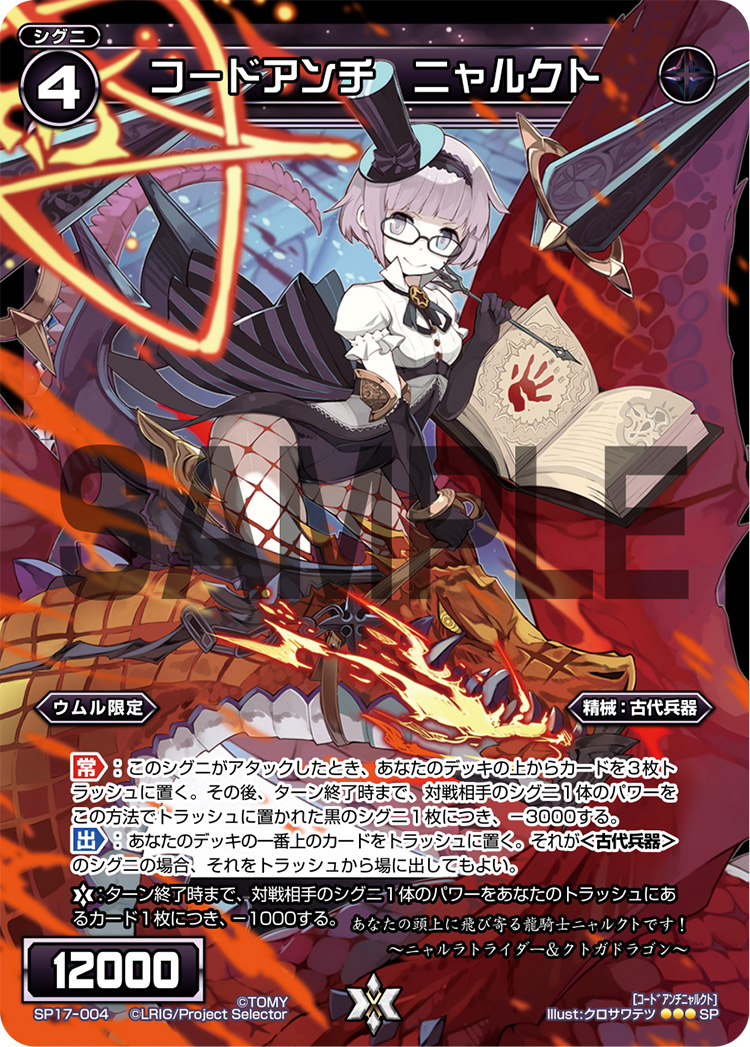 シグニ
4
コードアンチ　ニャルクト
SAMPLE
ウムル限定
精械：古代兵器
常：このシグニがアタックしたとき、あなたのデッキの上からカードを3枚ト
ラッシュに置く。その後、ターン終了時まで、対戦相手のシグニ1体のパワーを
この方法でトラッシュに置かれた黒のシグニ1枚につき、－3000する。
出：あなたのデッキの一番上のカードをトラッシュに置く。それが＜古代兵器＞
のシグニの場合、それをトラッシュから場に出してもよい。
：ターン終了時まで、対戦相手のシグニ1体のパワーをあなたのトラッシュにあ
るカード1枚につき、－1000する。
あなたの頭上に飛び寄る龍騎士ニャルクトです！
～ニャルラトライダー＆クトガドラゴン～
12000
©TOMY
SP17-004 ©LRIG/Project Selector
[コードアンチニャルクト]
Illust:クロサワテツ SP